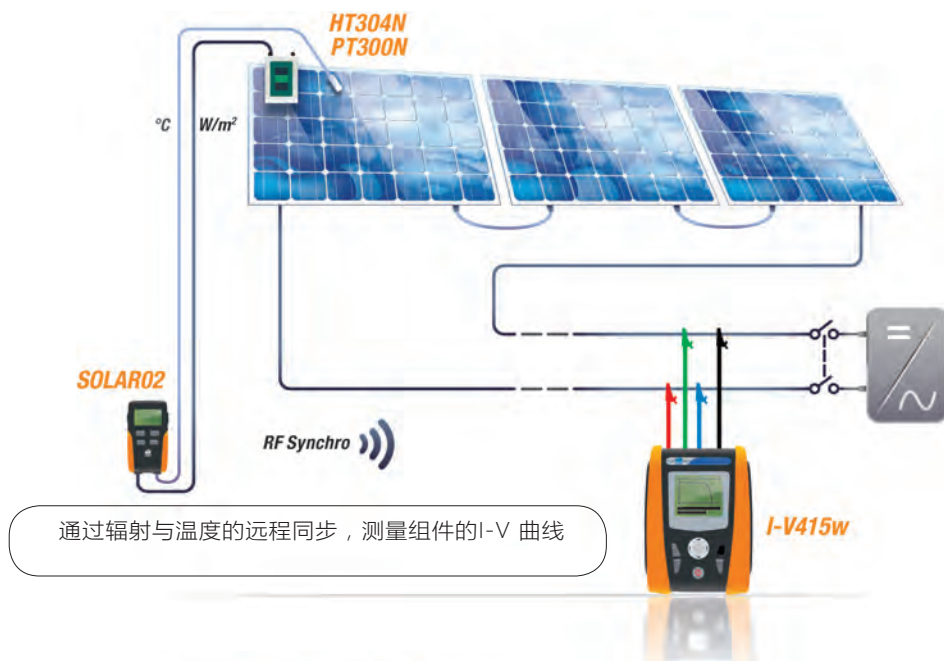 HT304N
PT300N
°C
W/m²
SOLAR02
RF Synchro
I-V415w
通过辐射与温度的远程同步，测量组件的I-V 曲线